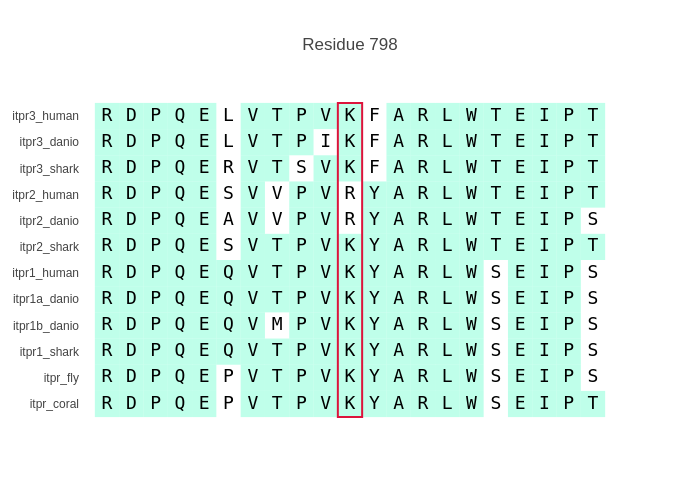 Residue 798
itpr3_human R D P Q E L V T P V K F A R L W T E I P T
itpr3_danio R D P Q E L V T P I K F A R L W T E I P T
itpr3_shark R D P Q E R V T S V K F A R L W T E I P T
itpr2_human R D P Q E S V V P V R Y A R L W T E I P T
itpr2_danio R D P Q E A V V P V R Y A R L W T E I P S
itpr2_shark R D P Q E S V T P V K Y A R L W T E I P T
itpr1_human R D P Q E Q V T P V K Y A R L W S E I P S
itpr1a_danio R D P Q E Q V T P V K Y A R L W S E I P S
itpr1b_danio R D P Q E Q V M P V K Y A R L W S E I P S
itpr1_shark R D P Q E Q V T P V K Y A R L W S E I P S
itpr_fly R D P Q E P V T P V K Y A R L W S E I P S
itpr_coral R D P Q E P V T P V K Y A R L W S E I P T